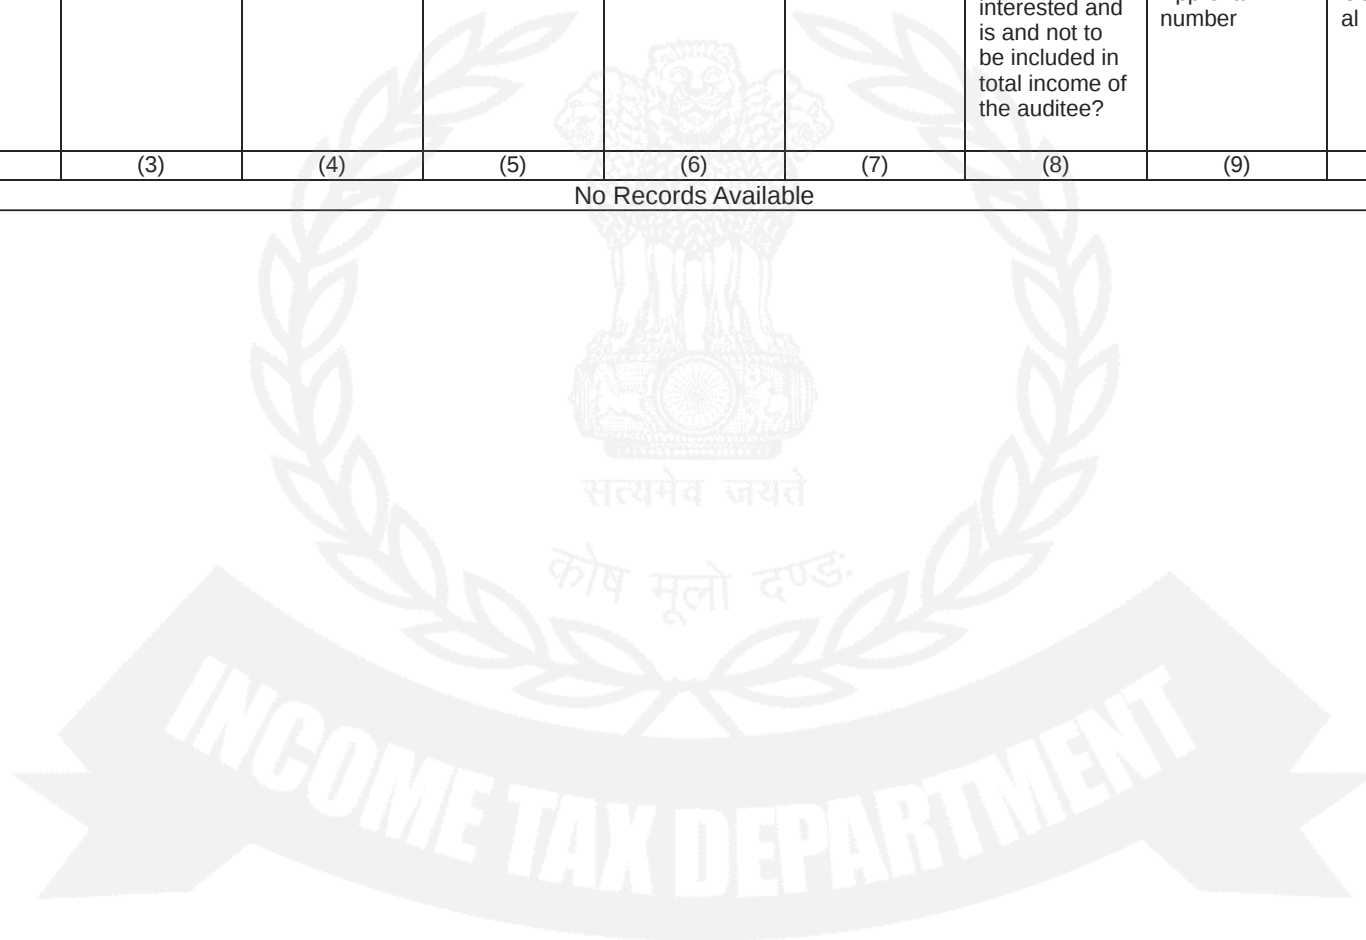 interested and
is and not to
be included in
total income of
the auditee?
number
al
(3) (4) (5) (6) (7) (8) (9)
No Records Available
सत्यमेव जयते
कोष मूलो दण्डः
INCOME TAX DEPARTMENT